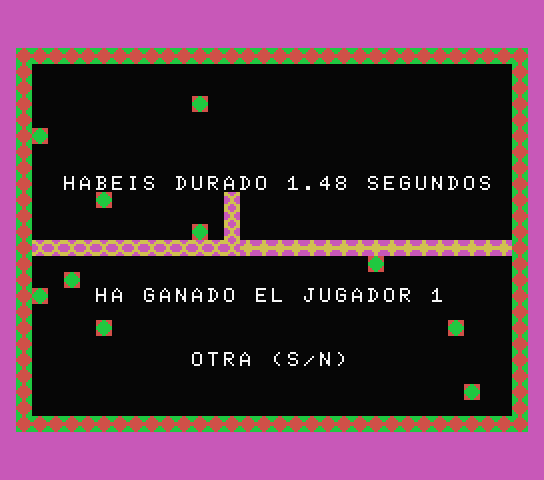 HABEIS DURADO 1.48 SEGUNDOS
HA GANADO EL JUGADOR 1
OTRA (S/N)